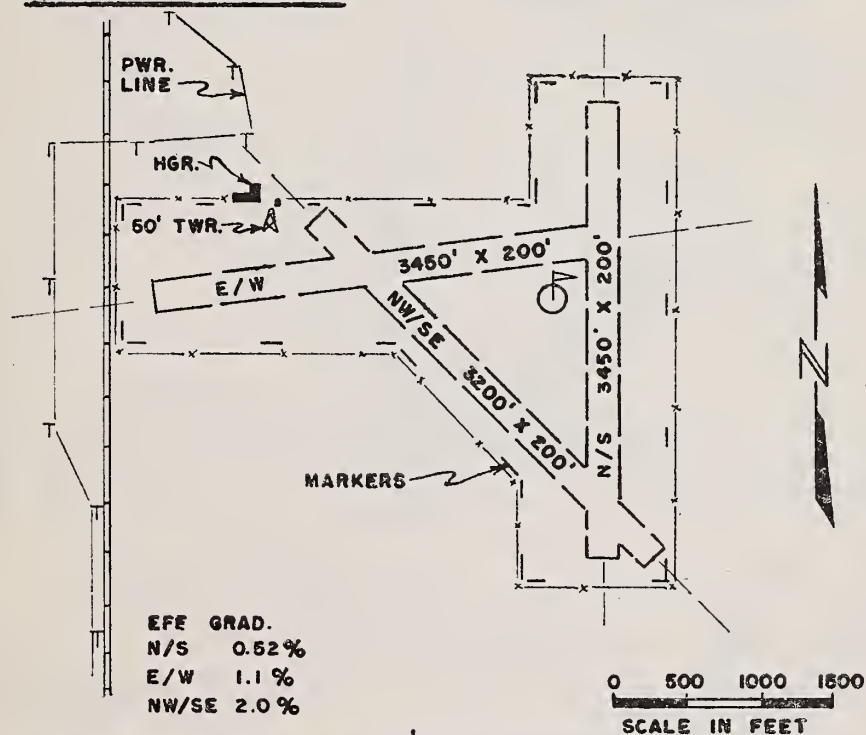 PWR.
LINE
HGR.
50' TWR.
E/W
3450' X 200'
NW/SE 3200' X 200'
N/S 3450' X 200'
N
MARKERS
EFE GRAD.
N/S 0.52%
E/W 1.1%
NW/SE 2.0%
0 500 1000 1500
SCALE IN FEET